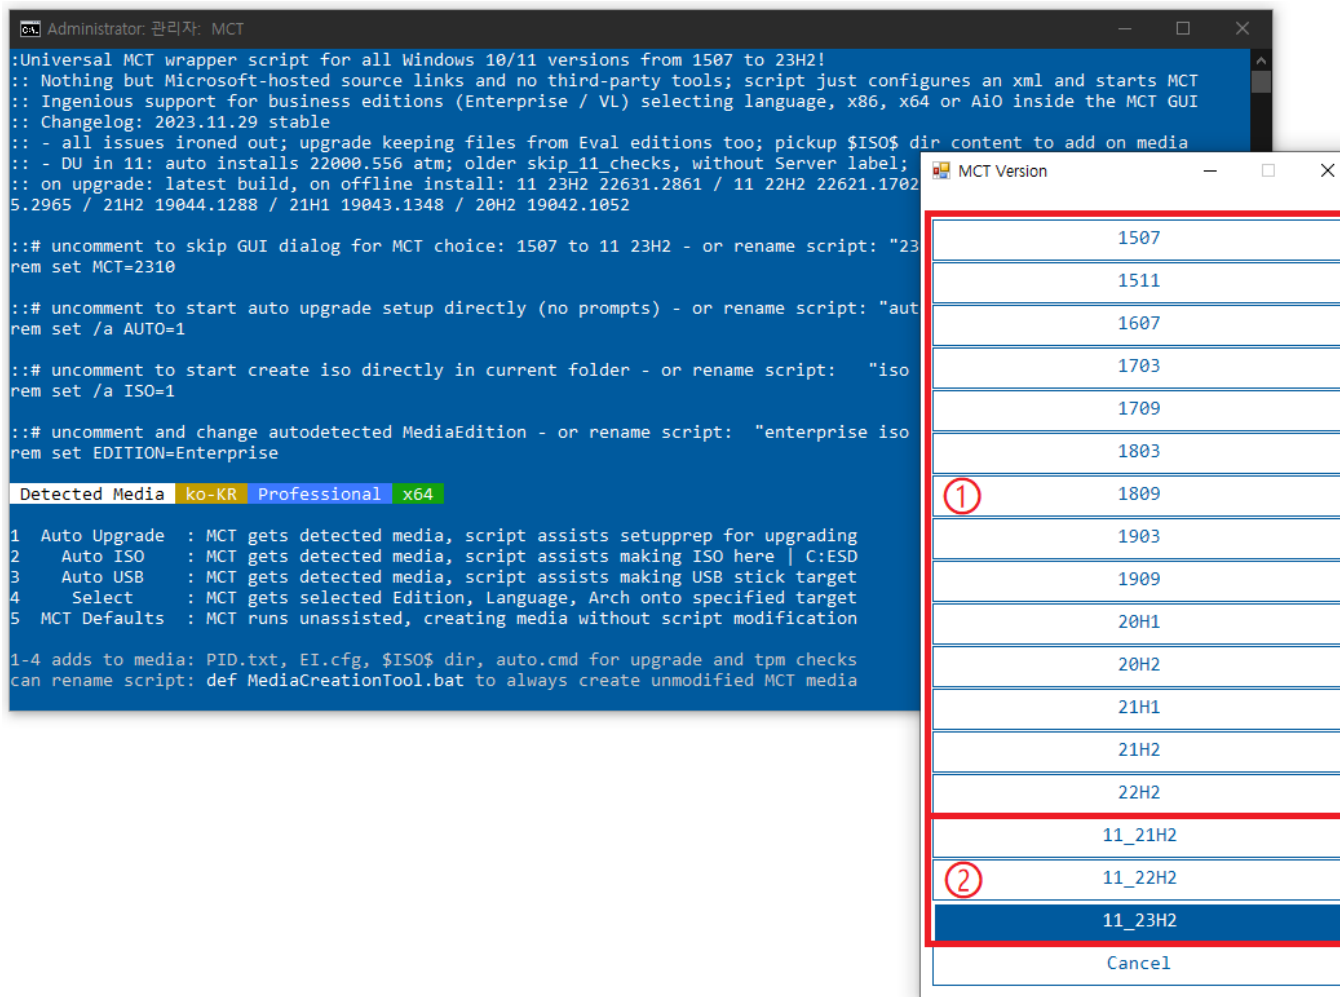 Administrator: 관리자:  MCT
:Universal MCT wrapper script for all Windows 10/11 versions from 1507 to 23H2!
:: Nothing but Microsoft-hosted source links and no third-party tools; script just configures an xml and starts MCT
:: Ingenious support for business editions (Enterprise / VL) selecting language, x86, x64 or AiO inside the MCT GUI
:: Changelog: 2023.11.29 stable
:: - all issues ironed out; upgrade keeping files from Eval editions too; pickup $ISO$ dir content to add on media
:: - DU in 11: auto installs 22000.556 atm; older skip_11_checks, without Server label;
:: on upgrade: latest build, on offline install: 11 23H2 22631.2861 / 11 22H2 22621.1702
5.2965 / 21H2 19044.1288 / 21H1 19043.1348 / 20H2 19042.1052
::# uncomment to skip GUI dialog for MCT choice: 1507 to 11 23H2 - or rename script: "23
rem set MCT=2310
::# uncomment to start auto upgrade setup directly (no prompts) - or rename script: "aut
rem set /a AUTO=1
::# uncomment to start create iso directly in current folder - or rename script:   "iso
rem set /a ISO=1
::# uncomment and change autodetected MediaEdition - or rename script:  "enterprise iso
rem set EDITION=Enterprise
Detected Media ko-KR Professional x64
1  Auto Upgrade  : MCT gets detected media, script assists setupprep for upgrading
2    Auto ISO    : MCT gets detected media, script assists making ISO here | C:ESD
3    Auto USB    : MCT gets detected media, script assists making USB stick target
4     Select     : MCT gets selected Edition, Language, Arch onto specified target
5  MCT Defaults  : MCT runs unassisted, creating media without script modification
1-4 adds to media: PID.txt, EI.cfg, $ISO$ dir, auto.cmd for upgrade and tpm checks
can rename script: def MediaCreationTool.bat to always create unmodified MCT media
MCT Version
1507
1511
1607
1703
1709
1803
① 1809
1903
1909
20H1
20H2
21H1
21H2
22H2
11_21H2
② 11_22H2
11_23H2
Cancel